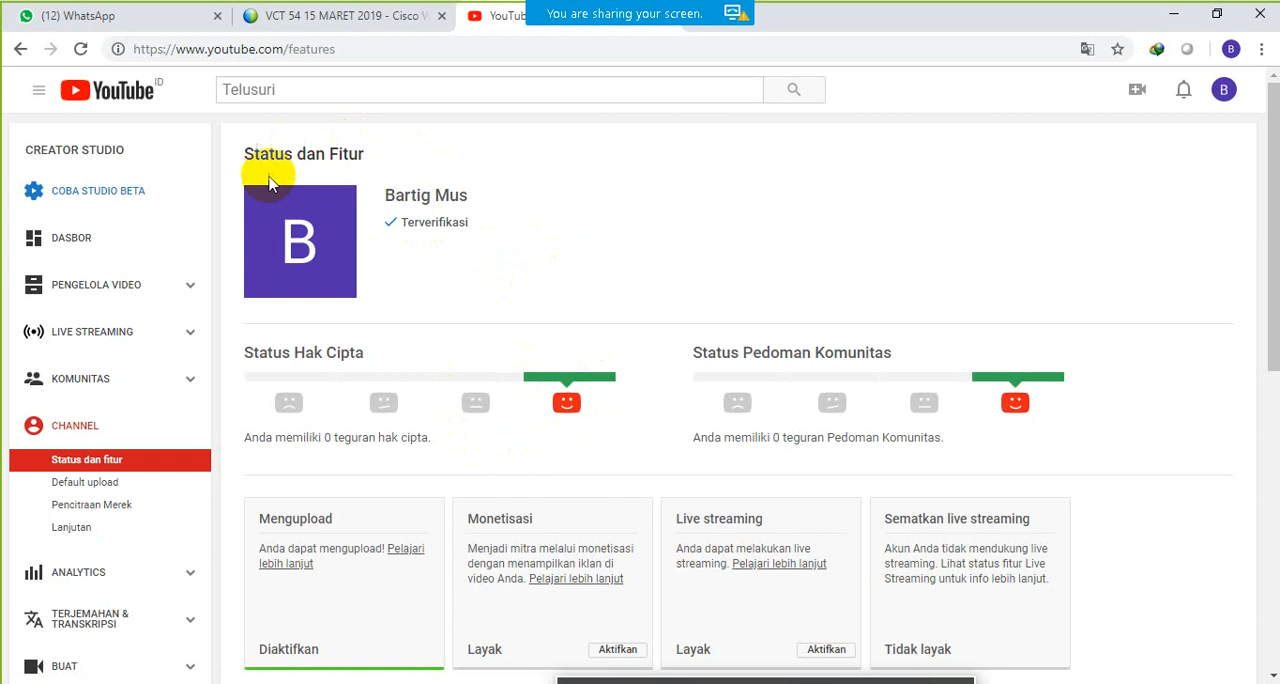 (12) WhatsApp
VCT 54 15 MARET 2019 - Cisco W
YouTub
You are sharing your screen.
https://www.youtube.com/features
B
YouTube ID
Telusuri
B
CREATOR STUDIO
COBA STUDIO BETA
DASBOR
PENGELOLA VIDEO
LIVE STREAMING
KOMUNITAS
CHANNEL
Status dan fitur
Default upload
Pencitraan Merek
Lanjutan
ANALYTICS
TERJEMAHAN &
TRANSKRIPSI
BUAT
Status dan Fitur
B
Bartig Mus
Terverifikasi
Status Hak Cipta
Anda memiliki 0 teguran hak cipta.
Status Pedoman Komunitas
Anda memiliki 0 teguran Pedoman Komunitas.
Mengupload
Anda dapat mengupload! Pelajari
lebih lanjut
Diaktifkan
Monetisasi
Menjadi mitra melalui monetisasi
dengan menampilkan iklan di
video Anda. Pelajari lebih lanjut
Layak
Aktifkan
Live streaming
Anda dapat melakukan live
streaming. Pelajari lebih lanjut
Layak
Aktifkan
Sematkan live streaming
Akun Anda tidak mendukung live
streaming. Lihat status fitur Live
Streaming untuk info lebih lanjut.
Tidak layak